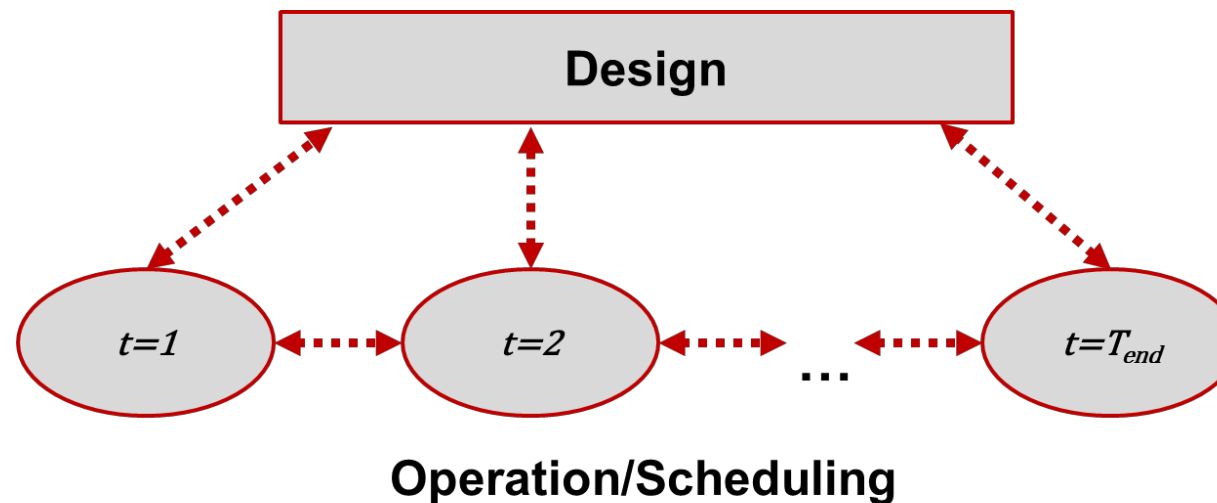 Design
t=1
t=2
...
t=T_end
Operation/Scheduling